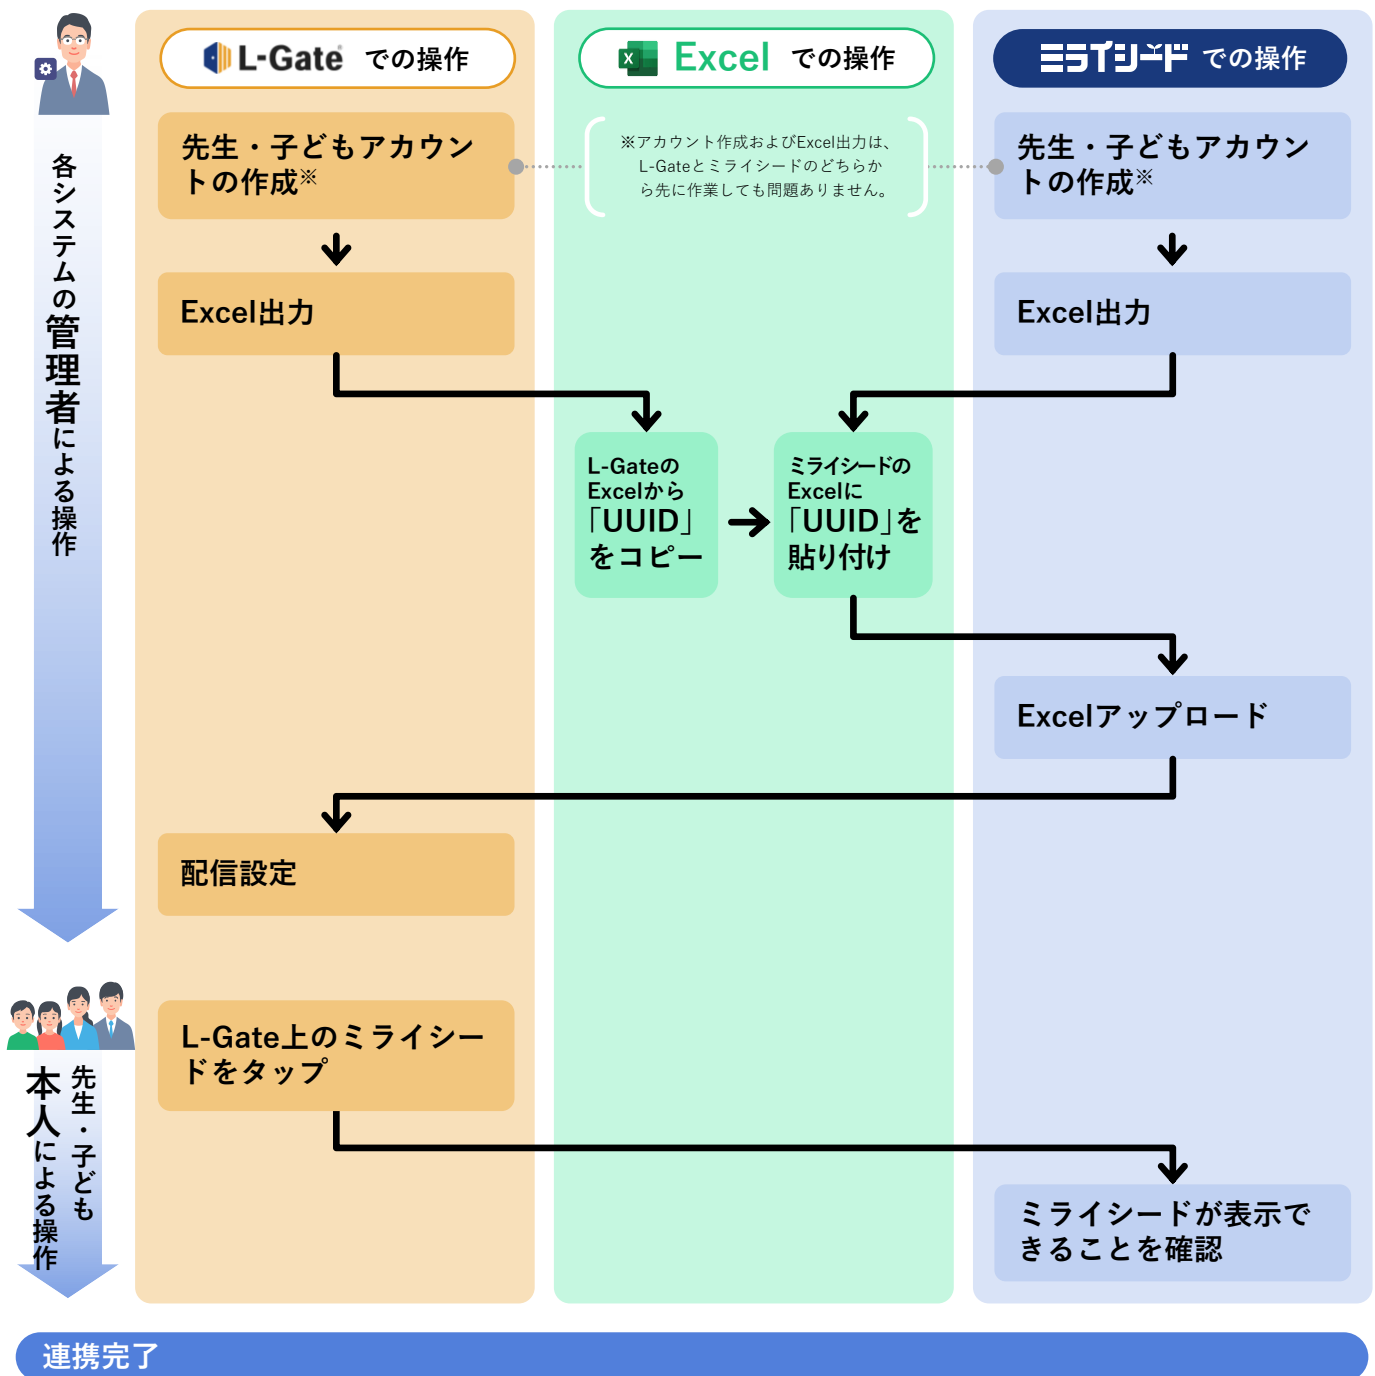 L-Gate での操作
Excel での操作
ミライシード での操作
各システムの管理者による操作
先生・子どもアカウン
トの作成※
※アカウント作成およびExcel出力は、
L-Gateとミライシードのどちらか
ら先に作業しても問題ありません。
先生・子どもアカウン
トの作成※
Excel出力
Excel出力
L-Gateの
Excelから
「UUID」
をコピー
ミライシードの
Excelに
「UUID」を
貼り付け
Excelアップロード
配信設定
先生・子ども
本人による操作
L-Gate上のミライシー
ドをタップ
ミライシードが表示で
きることを確認
連携完了